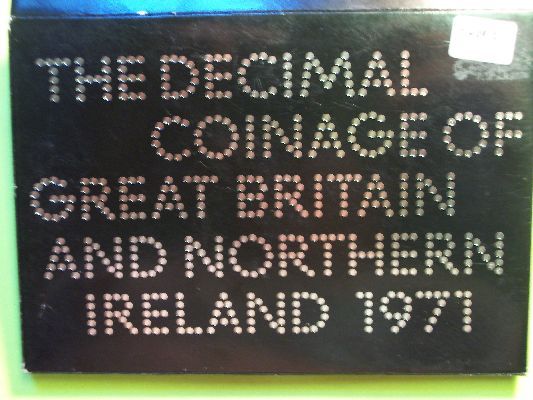 THE DECIMAL
COINAGE OF
GREAT BRITAIN
AND NORTHERN
IRELAND 1971